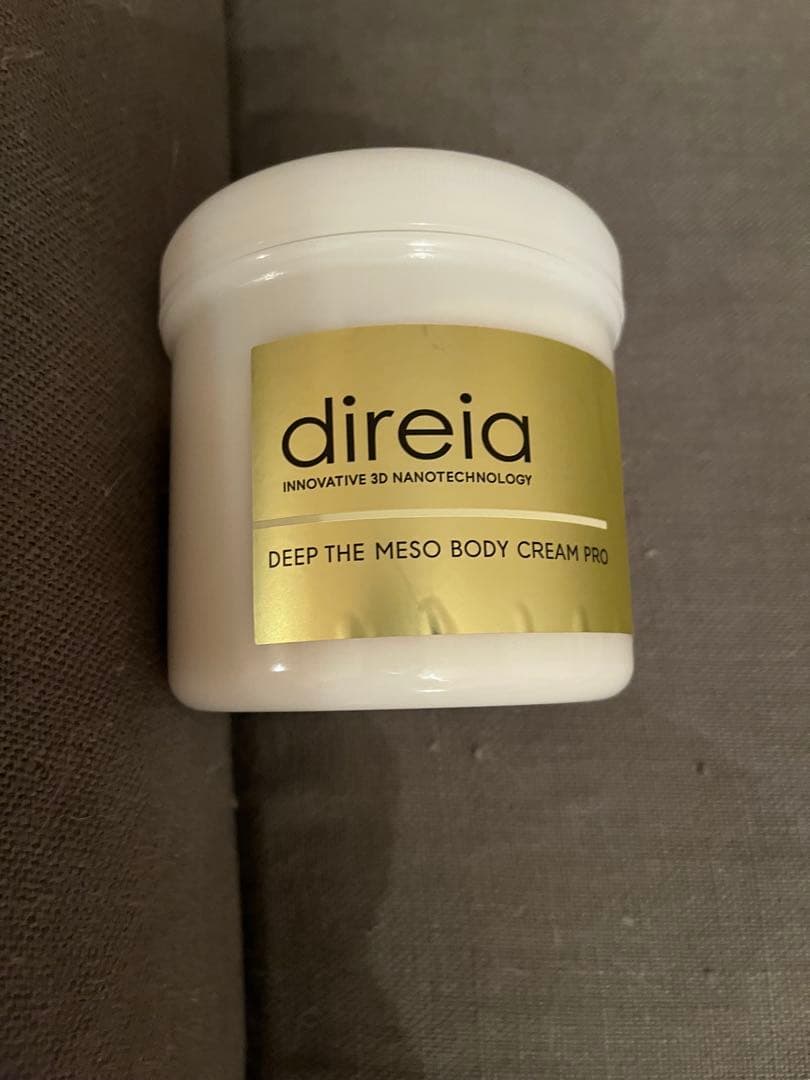 direia
INNOVATIVE 3D NANOTECHNOLOGY
DEEP THE MESO BODY CREAM PRO